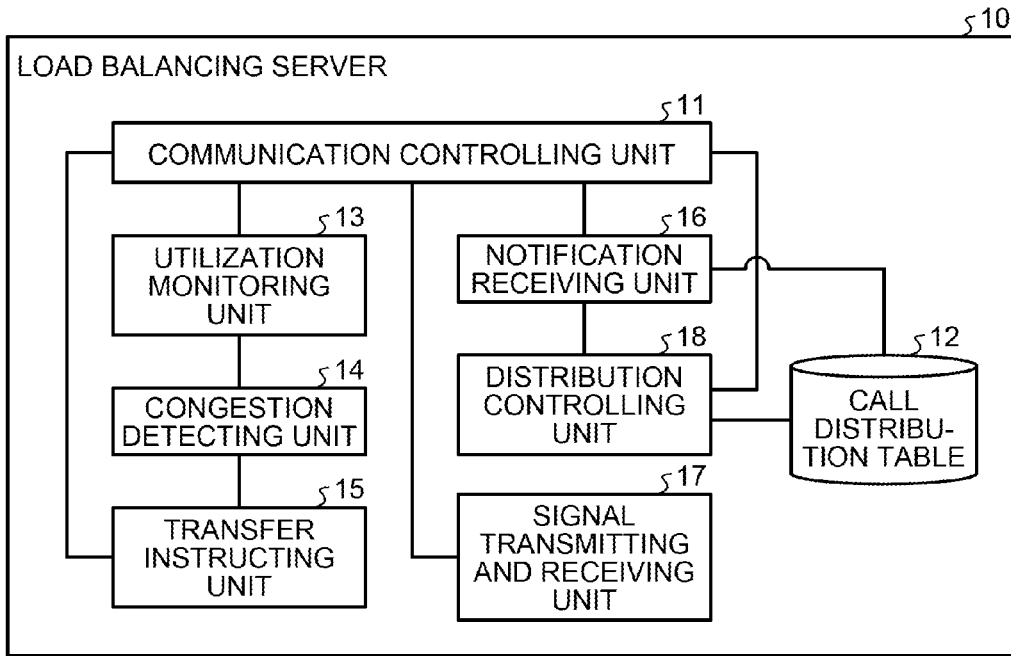 10
LOAD BALANCING SERVER
11
COMMUNICATION CONTROLLING UNIT
13
UTILIZATION
MONITORING
UNIT
16
NOTIFICATION
RECEIVING UNIT
14
CONGESTION
DETECTING UNIT
18
DISTRIBUTION
CONTROLLING
UNIT
12
CALL
DISTRIBU-
TION TABLE
15
TRANSFER
INSTRUCTING
UNIT
17
SIGNAL
TRANSMITTING
AND RECEIVING
UNIT